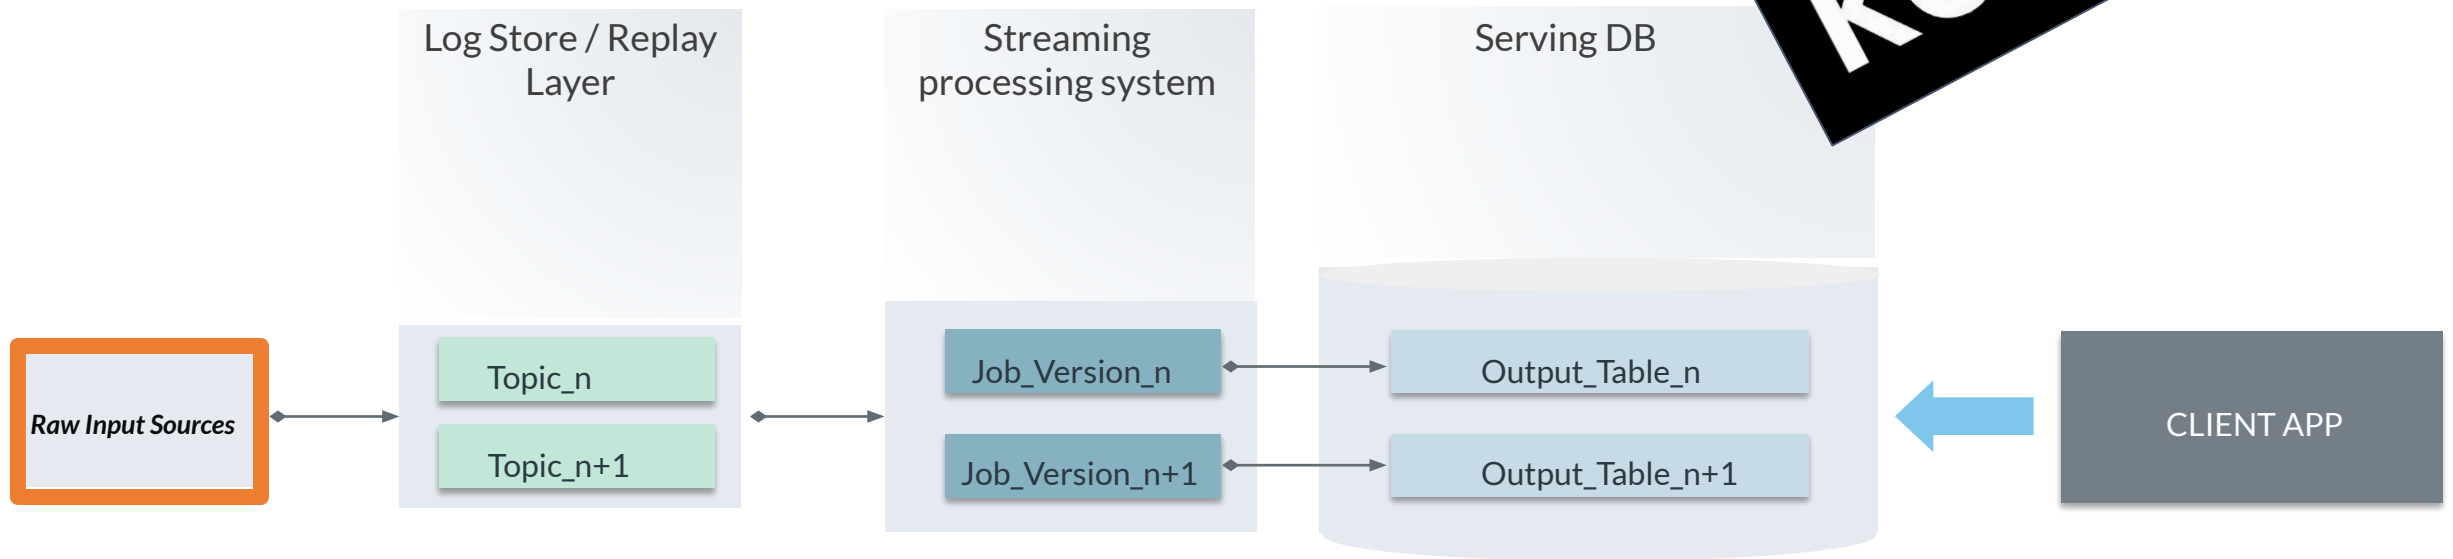 Log Store / Replay
Layer
Streaming
processing system
Serving DB
Raw Input Sources
Topic_n
Topic_n+1
Job_Version_n
Job_Version_n+1
Output_Table_n
Output_Table_n+1
CLIENT APP